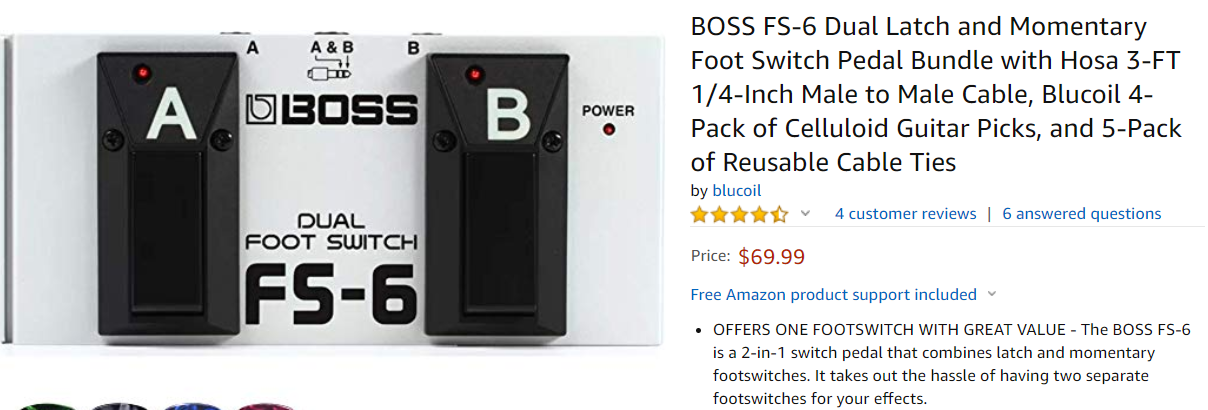 A
A & B
B
A
BOSS
B
POWER
DUAL
FOOT SWITCH
FS-6
BOSS FS-6 Dual Latch and Momentary
Foot Switch Pedal Bundle with Hosa 3-FT
1/4-Inch Male to Male Cable, Blucoil 4-
Pack of Celluloid Guitar Picks, and 5-Pack
of Reusable Cable Ties
by blucoil
4 customer reviews | 6 answered questions
Price: $69.99
Free Amazon product support included
• OFFERS ONE FOOTSWITCH WITH GREAT VALUE - The BOSS FS-6
is a 2-in-1 switch pedal that combines latch and momentary
footswitches. It takes out the hassle of having two separate
footswitches for your effects.